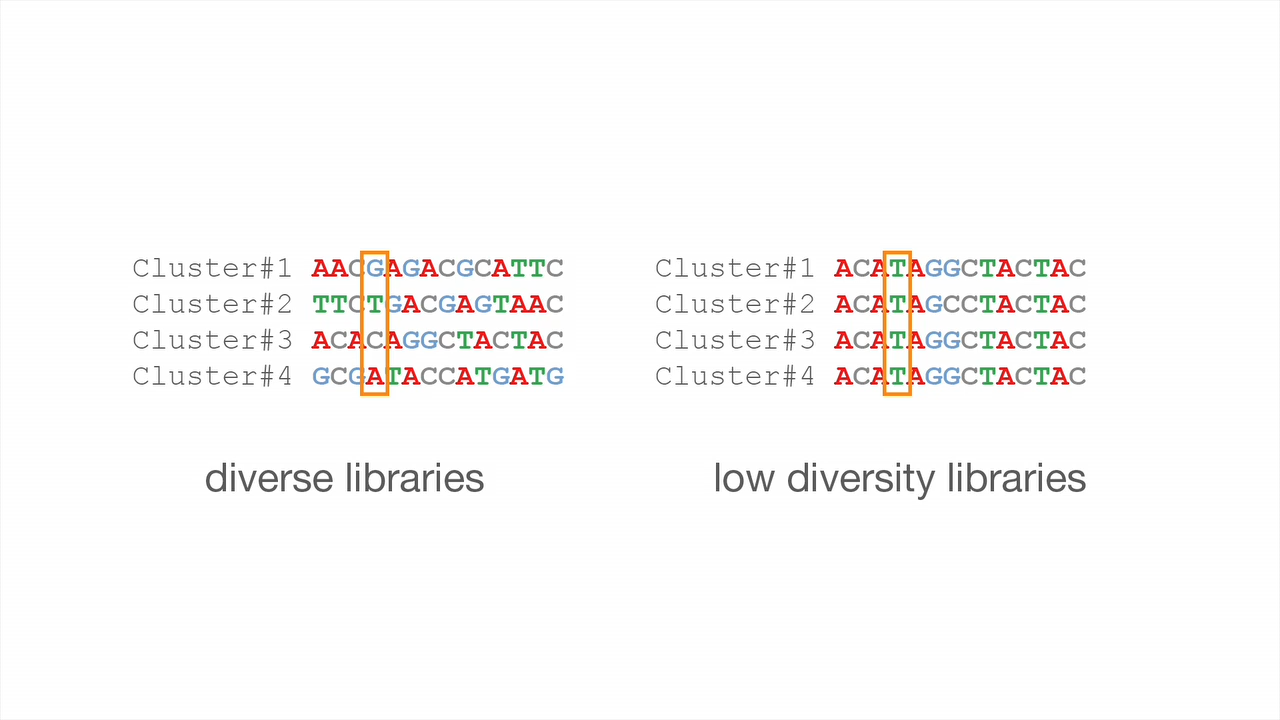 Cluster#1 AACGAGACGCATTC
Cluster#2 TTCTGACGAGTAAC
Cluster#3 ACACAGGCTACTAC
Cluster#4 GCGATACCATGATG
diverse libraries
Cluster#1 ACATAGGCTACTAC
Cluster#2 ACATAGCCTACTAC
Cluster#3 ACATAGGCTACTAC
Cluster#4 ACATAGGCTACTAC
low diversity libraries